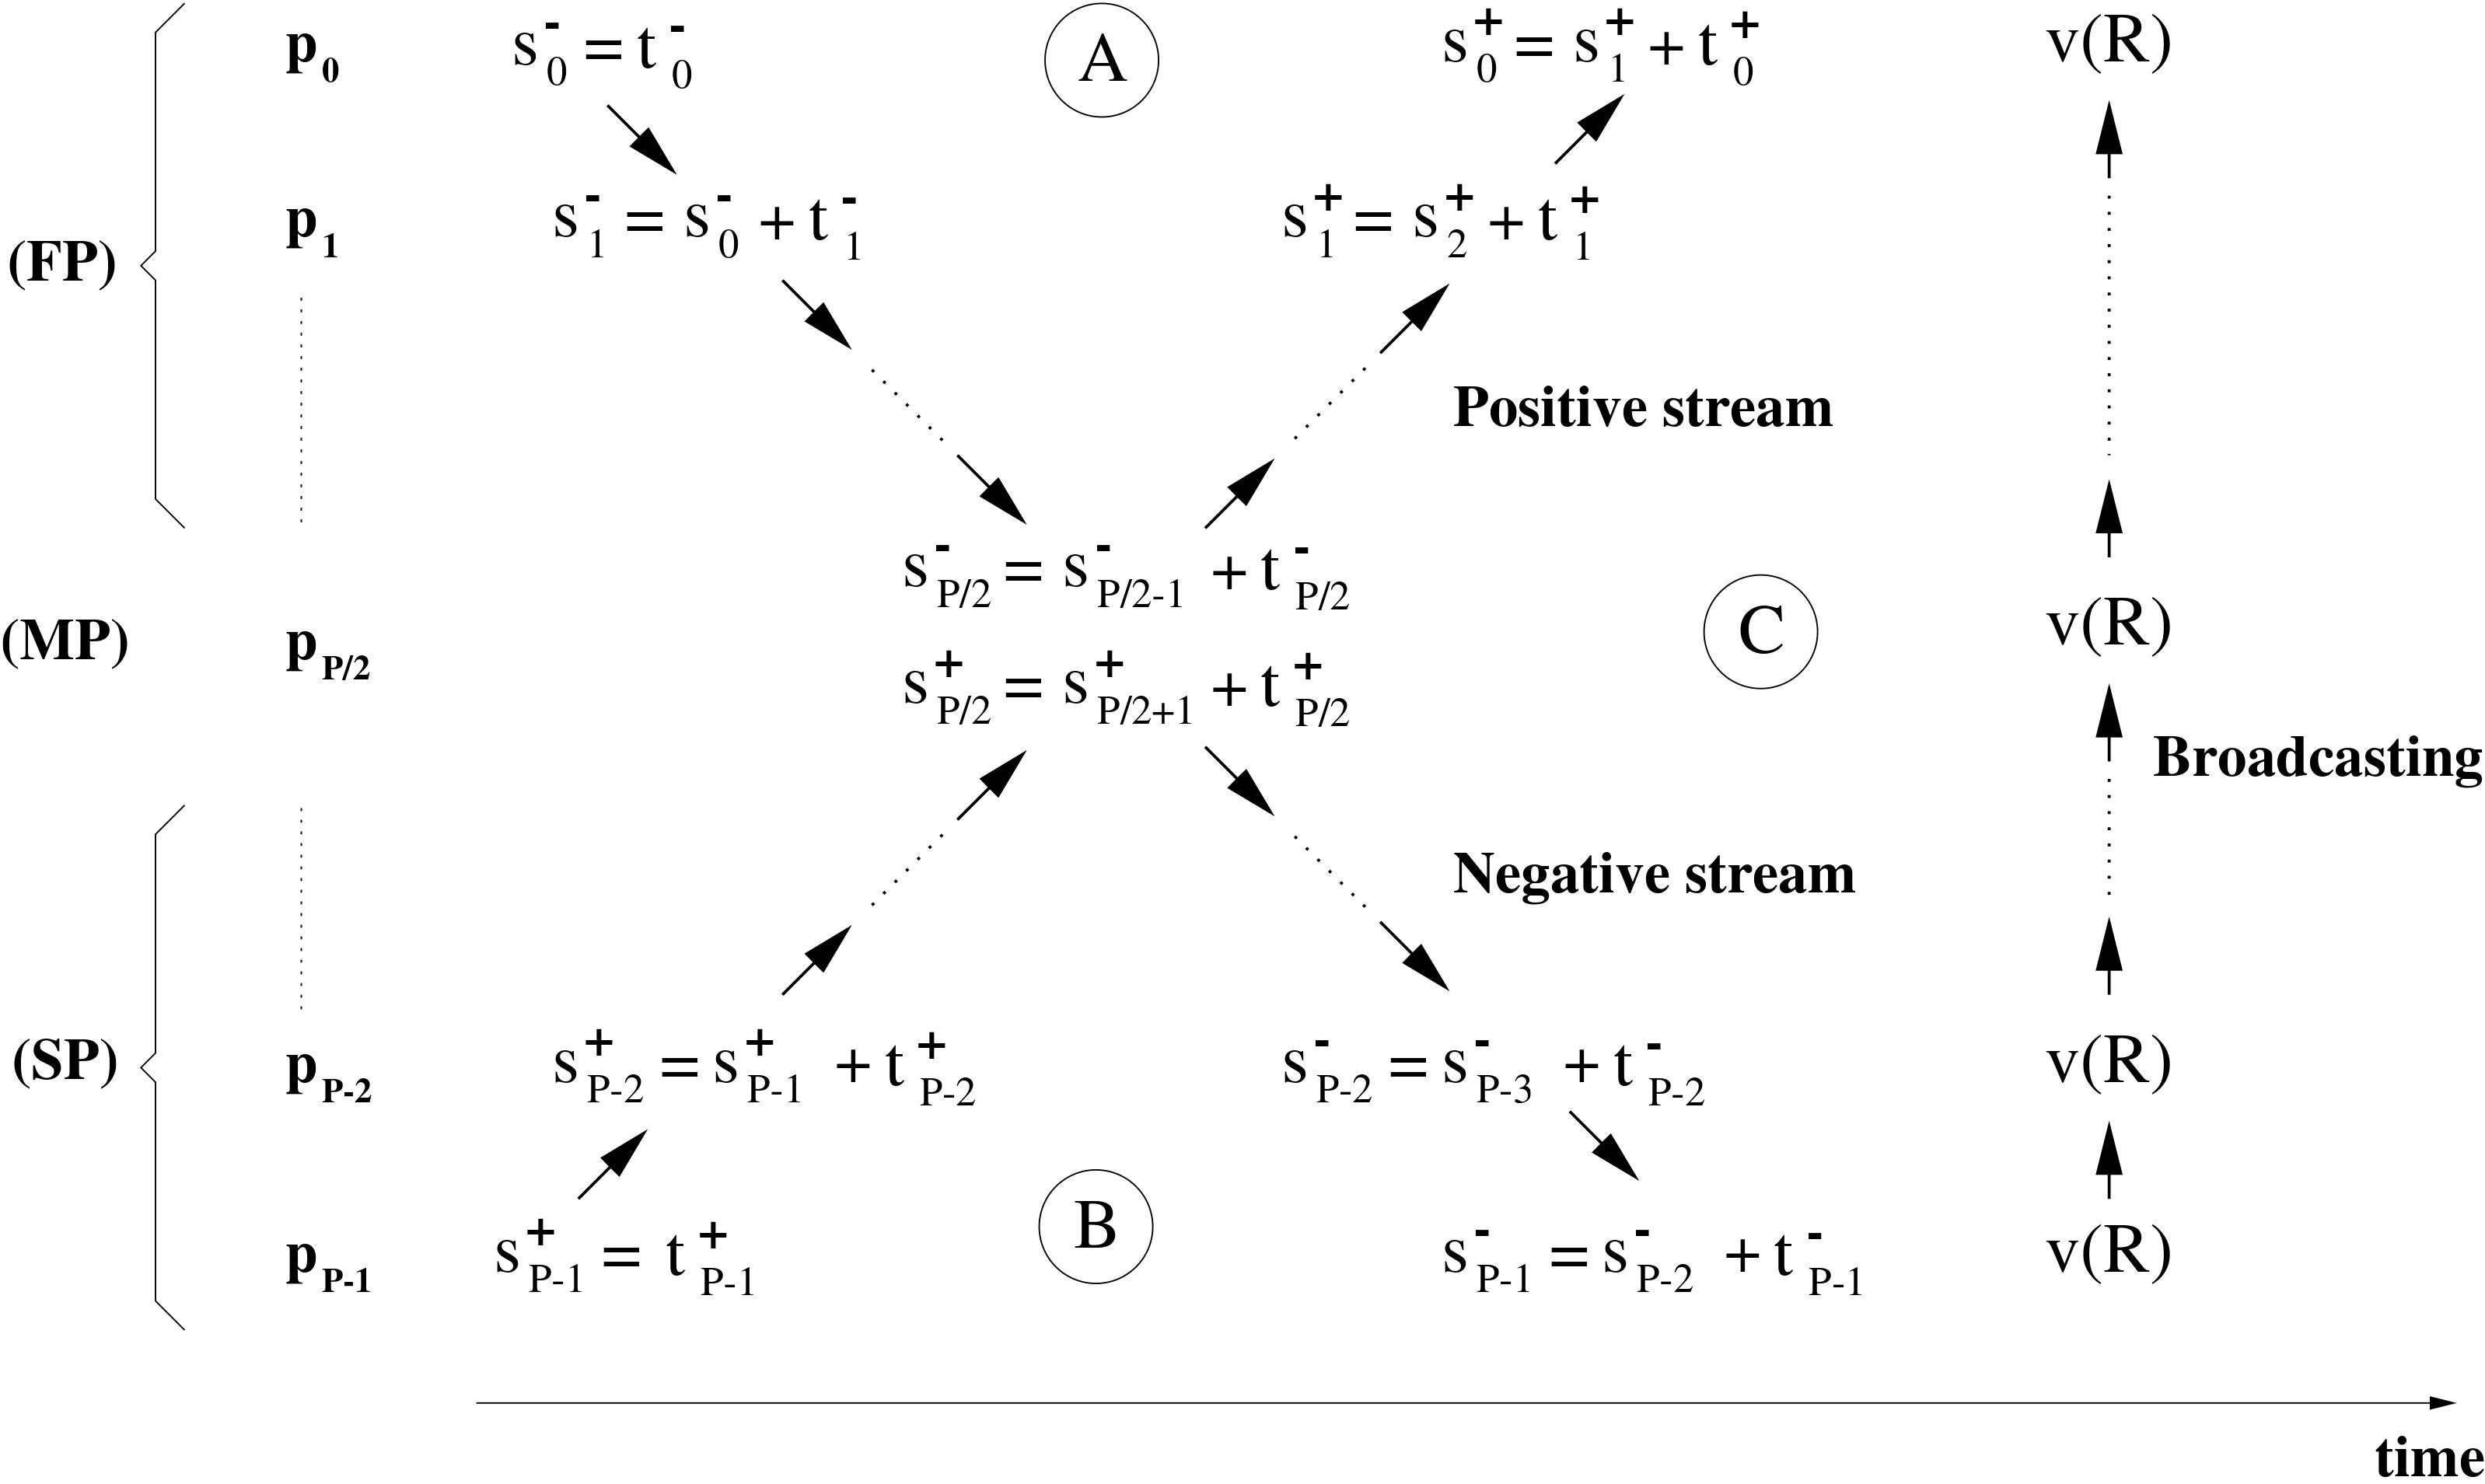 p_0 s_0^- = t_0^- A s_0^+ = s_1^+ + t_0^+ v(R)
(FP) p_1 s_1^- = s_0^- + t_1^- s_1^+ = s_2^+ + t_1^+
Positive stream
s_{P/2}^- = s_{P/2-1}^- + t_{P/2}^-
(MP) p_{P/2} C v(R)
s_{P/2}^+ = s_{P/2+1}^+ + t_{P/2}^+
Broadcasting
Negative stream
(SP) p_{P-2} s_{P-2}^+ = s_{P-1}^+ + t_{P-2}^+ s_{P-2}^- = s_{P-3}^- + t_{P-2}^- v(R)
p_{P-1} s_{P-1}^+ = t_{P-1}^+ B s_{P-1}^- = s_{P-2}^- + t_{P-1}^- v(R)
time